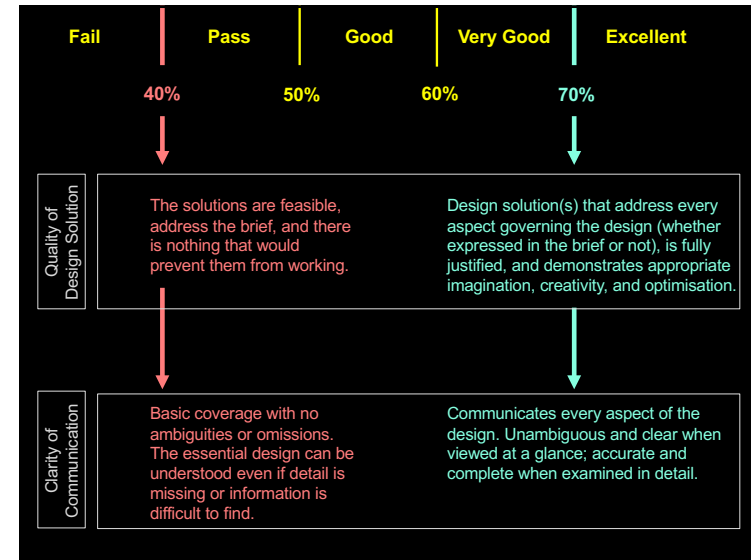 Fail Pass Good Very Good Excellent
40% 50% 60% 70%
Quality of
Design Solution
The solutions are feasible,
address the brief, and there
is nothing that would
prevent them from working.
Design solution(s) that address every
aspect governing the design (whether
expressed in the brief or not), is fully
justified, and demonstrates appropriate
imagination, creativity, and optimisation.
Clarity of
Communication
Basic coverage with no
ambiguities or omissions.
The essential design can be
understood even if detail is
missing or information is
difficult to find.
Communicates every aspect of the
design. Unambiguous and clear when
viewed at a glance; accurate and
complete when examined in detail.